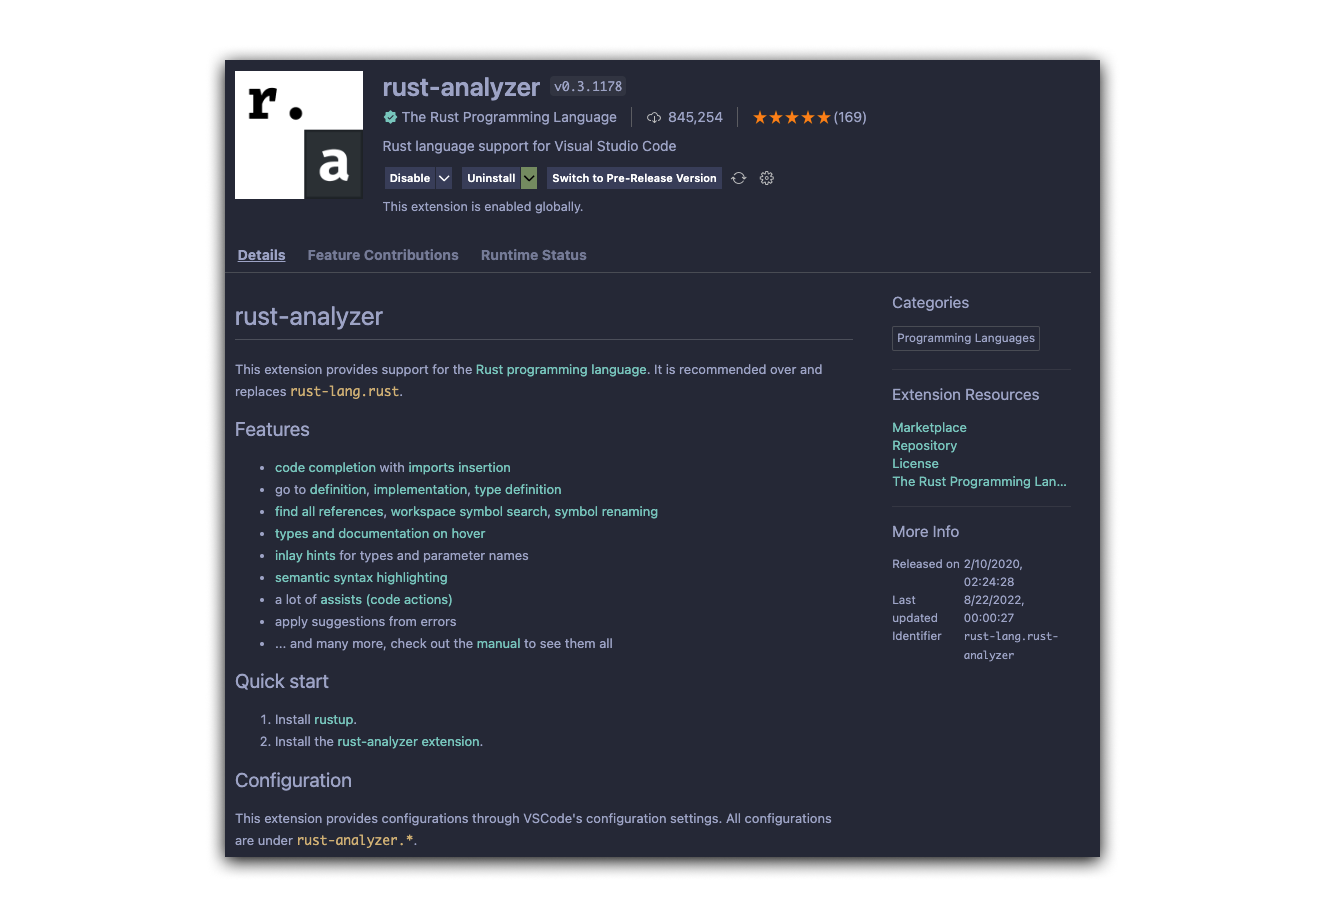 r.
a
rust-analyzer v0.3.1178
The Rust Programming Language 845,254 (169)
Rust language support for Visual Studio Code
Disable Uninstall Switch to Pre-Release Version
This extension is enabled globally.
Details Feature Contributions Runtime Status
rust-analyzer
This extension provides support for the Rust programming language. It is recommended over and
replaces rust-lang.rust.
Features
• code completion with imports insertion
• go to definition, implementation, type definition
• find all references, workspace symbol search, symbol renaming
• types and documentation on hover
• inlay hints for types and parameter names
• semantic syntax highlighting
• a lot of assists (code actions)
• apply suggestions from errors
• ... and many more, check out the manual to see them all
Quick start
1. Install rustup.
2. Install the rust-analyzer extension.
Configuration
This extension provides configurations through VSCode's configuration settings. All configurations
are under rust-analyzer.*.
Categories
Programming Languages
Extension Resources
Marketplace
Repository
License
The Rust Programming Lan...
More Info
Released on 2/10/2020,
02:24:28
Last 8/22/2022,
updated 00:00:27
Identifier rust-lang.rust-
analyzer